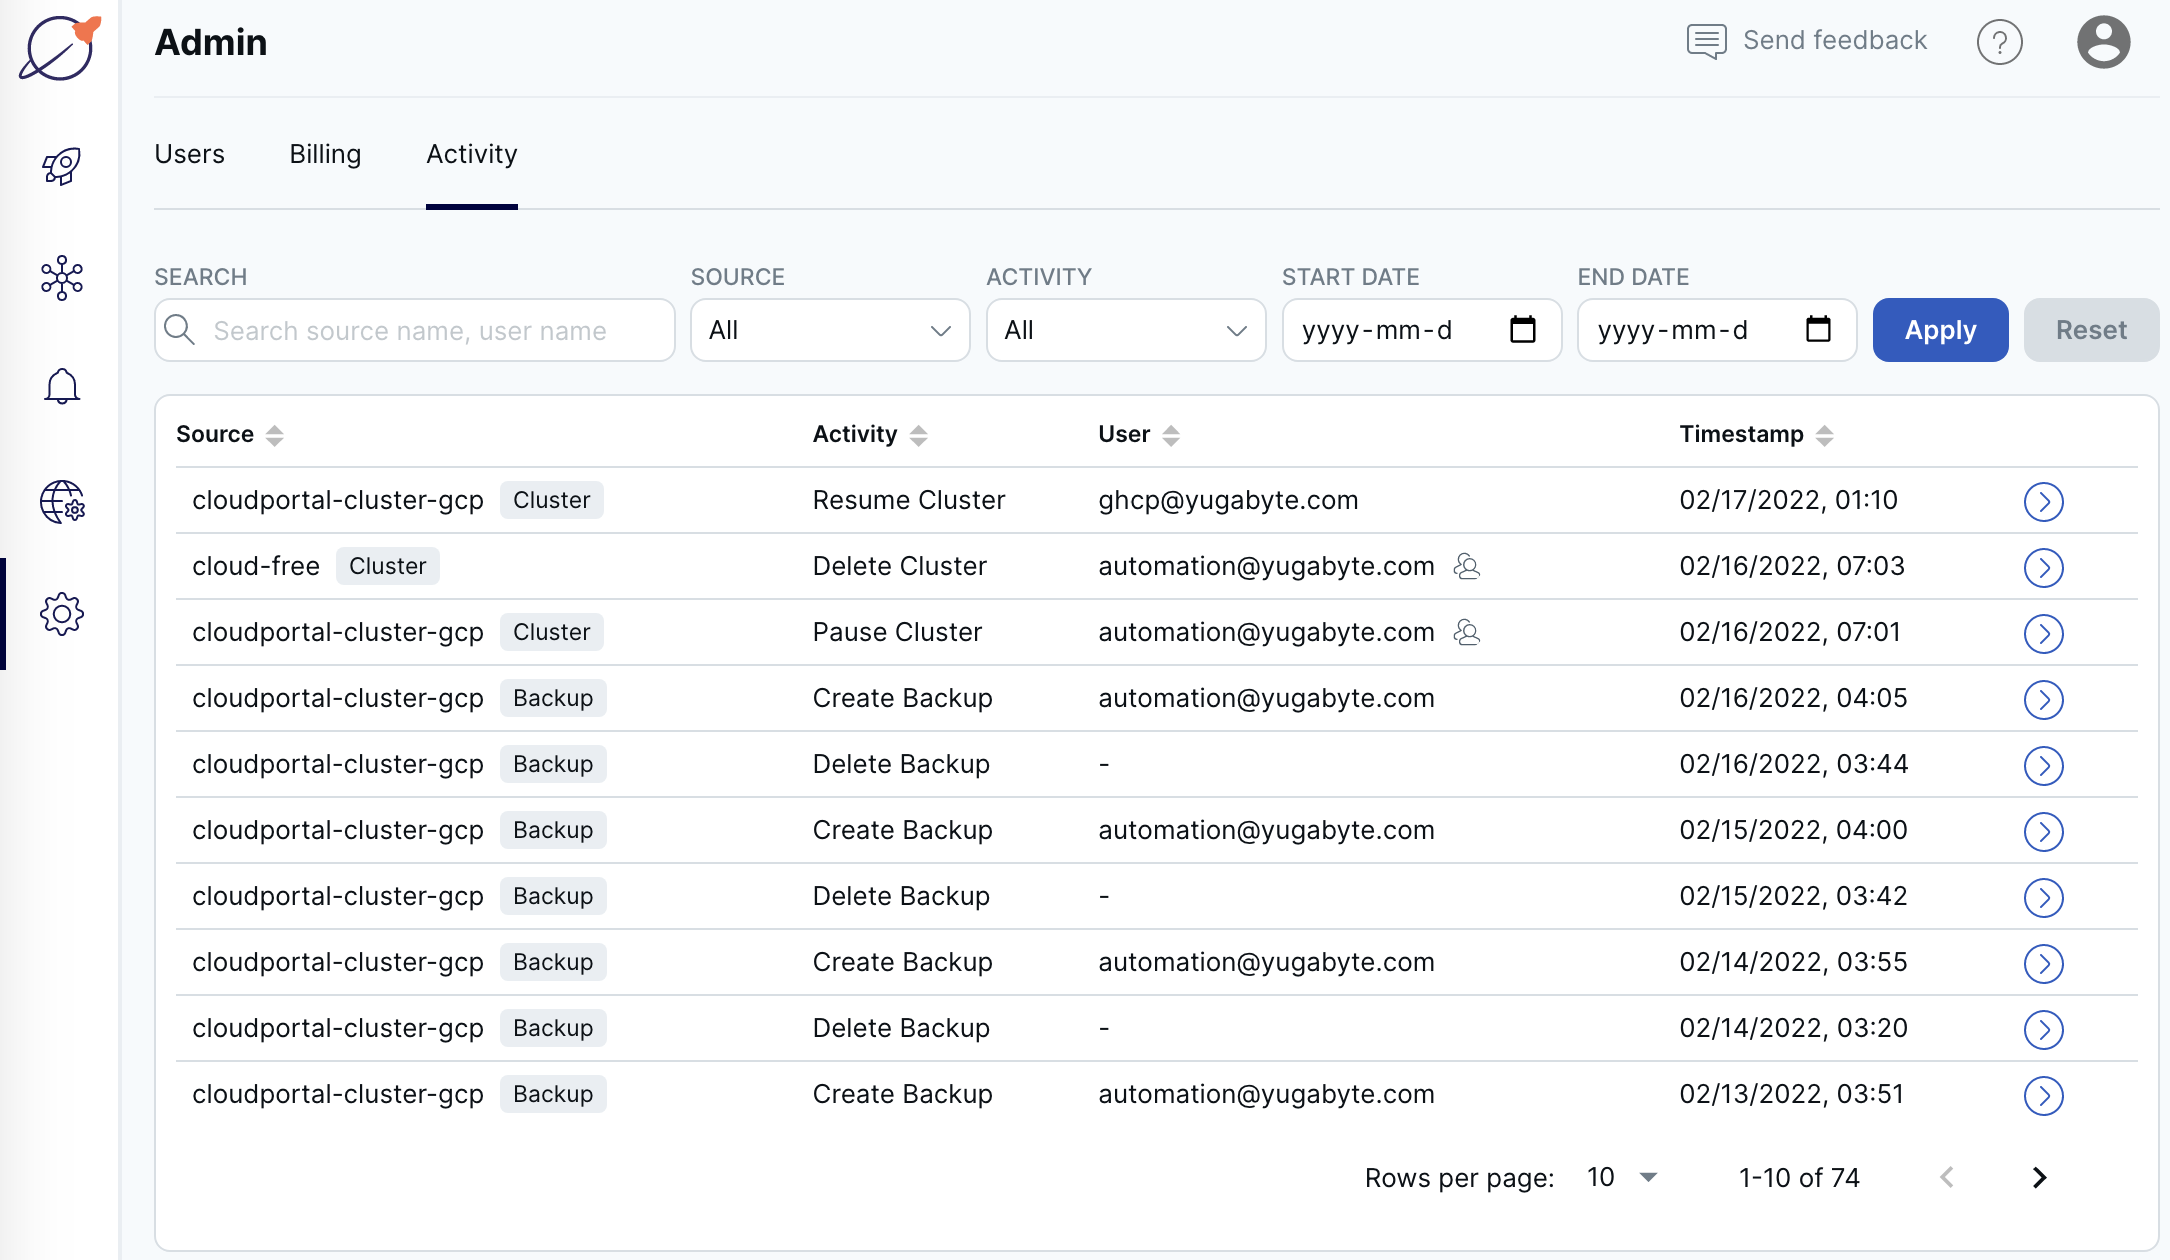 Admin
Send feedback
Users Billing Activity
SEARCH SOURCE ACTIVITY START DATE END DATE
Search source name, user name All All yyyy-mm-d yyyy-mm-d Apply Reset
Source Activity User Timestamp
cloudportal-cluster-gcp Cluster Resume Cluster ghcp@yugabyte.com 02/17/2022, 01:10
cloud-free Cluster Delete Cluster automation@yugabyte.com 02/16/2022, 07:03
cloudportal-cluster-gcp Cluster Pause Cluster automation@yugabyte.com 02/16/2022, 07:01
cloudportal-cluster-gcp Backup Create Backup automation@yugabyte.com 02/16/2022, 04:05
cloudportal-cluster-gcp Backup Delete Backup - 02/16/2022, 03:44
cloudportal-cluster-gcp Backup Create Backup automation@yugabyte.com 02/15/2022, 04:00
cloudportal-cluster-gcp Backup Delete Backup - 02/15/2022, 03:42
cloudportal-cluster-gcp Backup Create Backup automation@yugabyte.com 02/14/2022, 03:55
cloudportal-cluster-gcp Backup Delete Backup - 02/14/2022, 03:20
cloudportal-cluster-gcp Backup Create Backup automation@yugabyte.com 02/13/2022, 03:51
Rows per page: 10 1-10 of 74